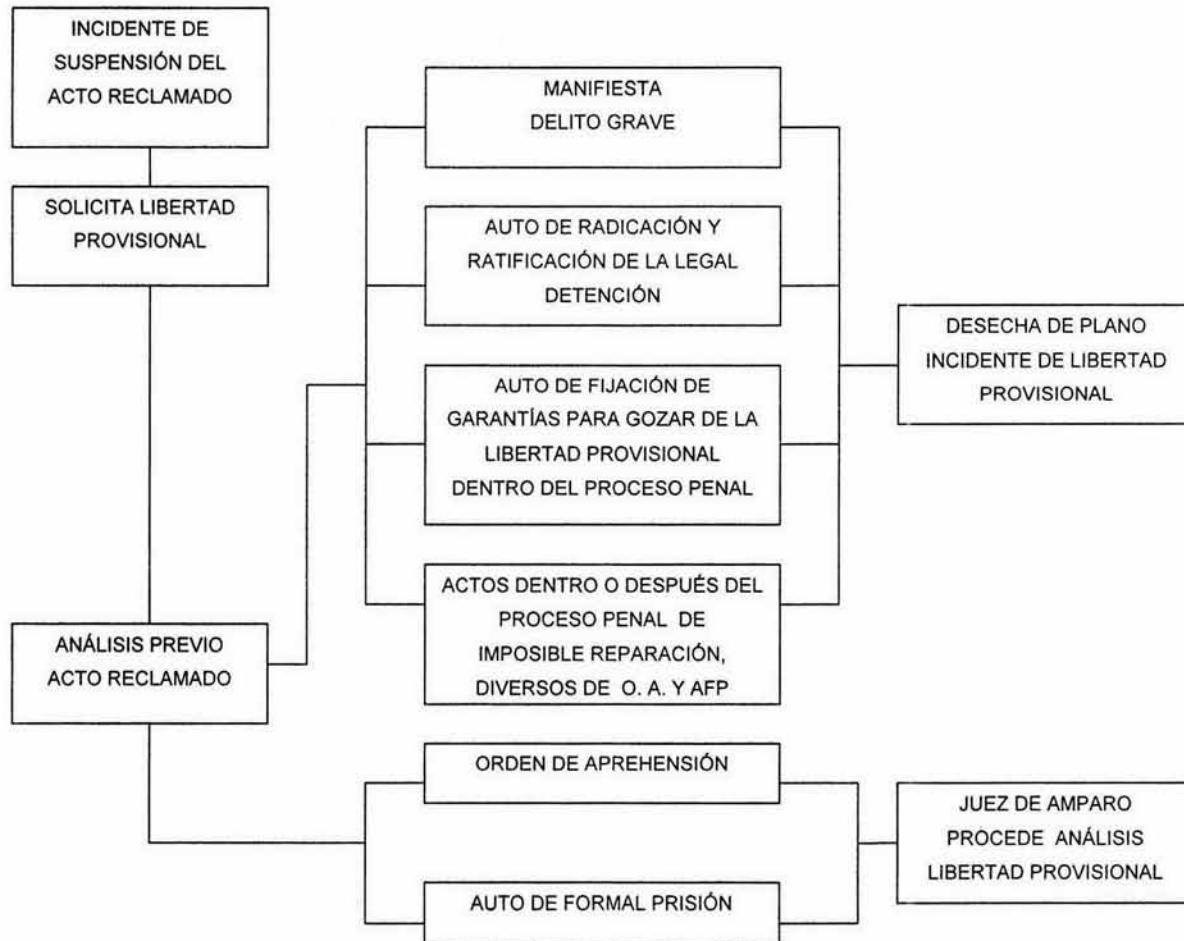 INCIDENTE DE
SUSPENSIÓN DEL
ACTO RECLAMADO
SOLICITA LIBERTAD
PROVISIONAL
ANÁLISIS PREVIO
ACTO RECLAMADO
MANIFIESTA
DELITO GRAVE
AUTO DE RADICACIÓN Y
RATIFICACIÓN DE LA LEGAL
DETENCIÓN
AUTO DE FIJACIÓN DE
GARANTÍAS PARA GOZAR DE LA
LIBERTAD PROVISIONAL
DENTRO DEL PROCESO PENAL
ACTOS DENTRO O DESPUÉS DEL
PROCESO PENAL DE
IMPOSIBLE REPARACIÓN,
DIVERSOS DE O. A. Y AFP
DESECHA DE PLANO
INCIDENTE DE LIBERTAD
PROVISIONAL
ORDEN DE APREHENSIÓN
AUTO DE FORMAL PRISIÓN
JUEZ DE AMPARO
PROCEDE ANÁLISIS
LIBERTAD PROVISIONAL